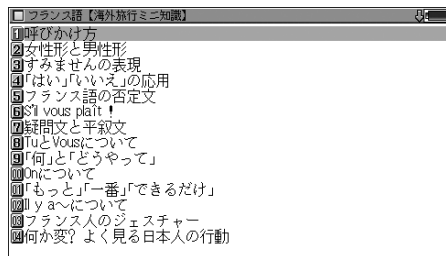 フランス語【海外旅行ミニ知識】
1呼びかけ方
2女性形と男性形
3すみませんの表現
4「はい」「いいえ」の応用
5フランス語の否定文
6S'il vous plaît !
7疑問文と平叙文
8TuとVousについて
9「何」と「どうやって」
10Onについて
11「もっと」「一番」「できるだけ」
12Il y a~について
13フランス人のジェスチャー
14何か変? よく見る日本人の行動